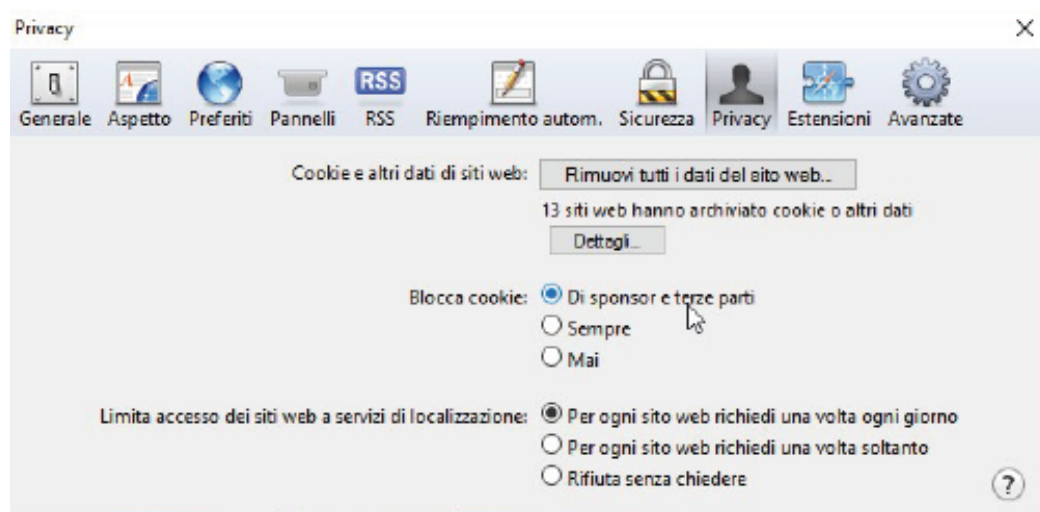 Privacy
RSS
Generale Aspetto Preferiti Pannelli RSS Riempimento autom. Sicurezza Privacy Estensioni Avanzate
Cookie e altri dati di siti web: Rimuovi tutti i dati del sito web...
13 siti web hanno archiviato cookie o altri dati
Dettagli...
Blocca cookie: Di sponsor e terze parti
Sempre
Mai
Limita accesso dei siti web a servizi di localizzazione: Per ogni sito web richiedi una volta ogni giorno
Per ogni sito web richiedi una volta soltanto
Rifiuta senza chiedere
?